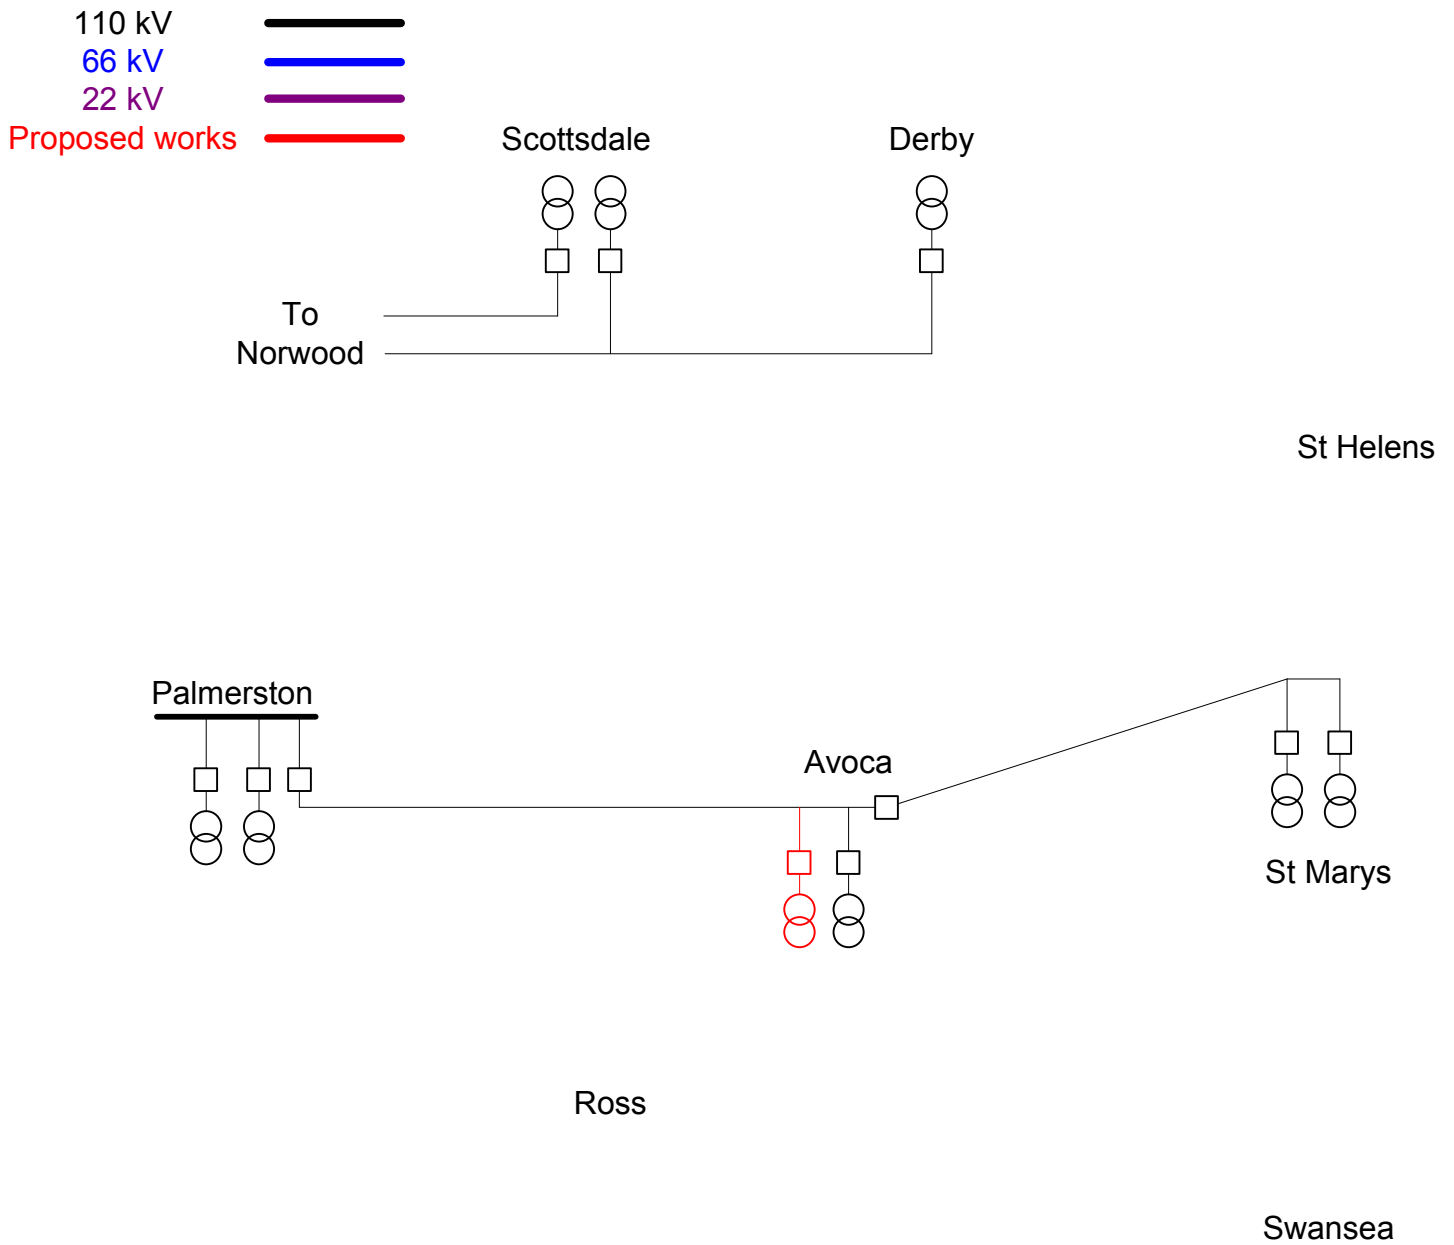 110 kV
66 kV
22 kV
Proposed works
Scottsdale
Derby
To
Norwood
St Helens
Palmerston
Avoca
St Marys
Ross
Swansea